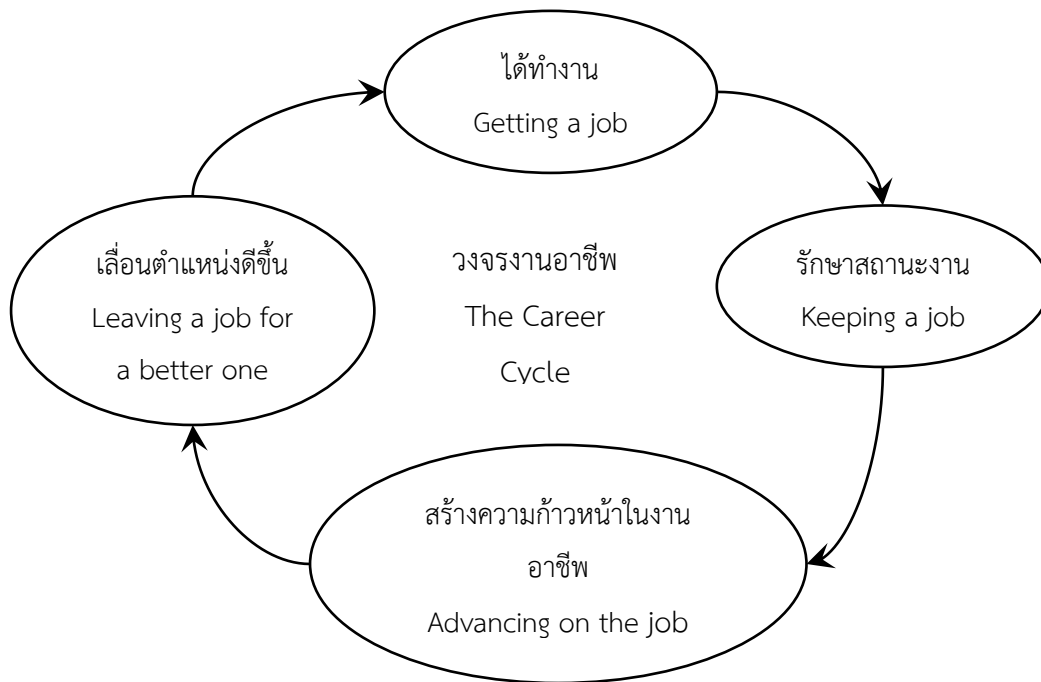 ได้ทำงาน
Getting a job
รักษาสถานะงาน
Keeping a job
สร้างความก้าวหน้าในงาน
อาชีพ
Advancing on the job
เลื่อนตำแหน่งดีขึ้น
Leaving a job for
a better one
วงจรงานอาชีพ
The Career
Cycle